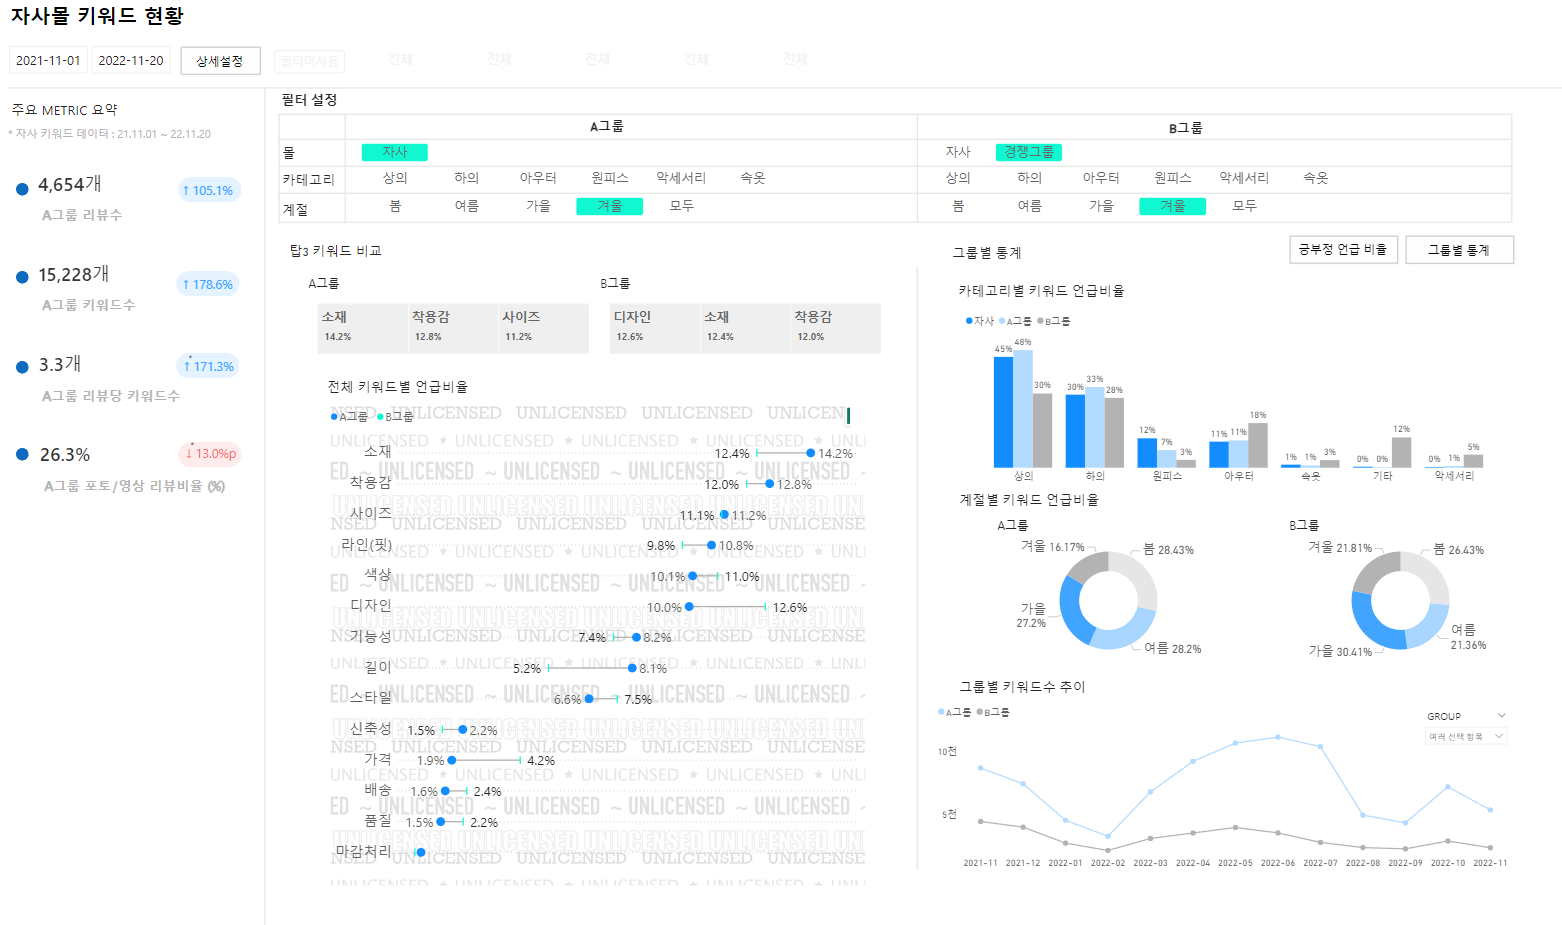 자사몰 키워드 현황
2021-11-01 2022-11-20 상세설정 필터미사용 전체 전체 전체 전체 전체
주요 METRIC 요약
* 자사 키워드 데이터 : 21.11.01 ~ 22.11.20
4,654개 ↑ 105.1%
A그룹 리뷰수
15,228개 ↑ 178.6%
A그룹 키워드수
3.3개 ↑ 171.3%
A그룹 리뷰당 키워드수
26.3% ↓ 13.0%p
A그룹 포토/영상 리뷰비율 (%)
필터 설정
A그룹 B그룹
몰 자사 자사 경쟁그룹
카테고리 상의 하의 아우터 원피스 악세서리 속옷 상의 하의 아우터 원피스 악세서리 속옷
계절 봄 여름 가을 겨울 모두 봄 여름 가을 겨울 모두
탑3 키워드 비교
A그룹 B그룹
소재 착용감 사이즈 디자인 소재 착용감
14.2% 12.8% 11.2% 12.6% 12.4% 12.0%
전체 키워드별 언급비율
A그룹 B그룹
소재 12.4% 14.2%
착용감 12.0% 12.8%
사이즈 11.1% 11.2%
라인(핏) 9.8% 10.8%
색상 10.1% 11.0%
디자인 10.0% 12.6%
기능성 7.4% 8.2%
길이 5.2% 8.1%
스타일 6.6% 7.5%
신축성 1.5% 2.2%
가격 1.9% 4.2%
배송 1.6% 2.4%
품질 1.5% 2.2%
마감처리
그룹별 통계 긍부정 언급 비율 그룹별 통계
카테고리별 키워드 언급비율
자사 A그룹 B그룹
45% 48% 30% 30% 33% 28% 12% 7% 3% 11% 11% 18% 1% 1% 3% 0% 0% 12% 0% 1% 5%
상의 하의 원피스 아우터 속옷 기타 악세서리
계절별 키워드 언급비율
A그룹 B그룹
겨울 16.17% 봄 28.43% 겨울 21.81% 봄 26.43%
가을
27.2%
여름 28.2%
여름
21.36%
가을 30.41%
그룹별 키워드수 추이
A그룹 B그룹
GROUP
여러 선택 항목
10천
5천
2021-11 2021-12 2022-01 2022-02 2022-03 2022-04 2022-05 2022-06 2022-07 2022-08 2022-09 2022-10 2022-11